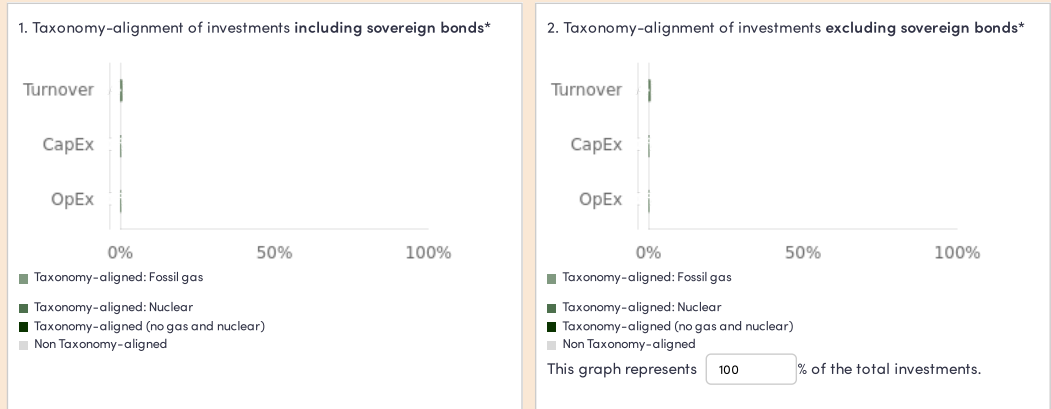 1. Taxonomy-alignment of investments including sovereign bonds*
Turnover
CapEx
OpEx
0% 50% 100%
Taxonomy-aligned: Fossil gas
Taxonomy-aligned: Nuclear
Taxonomy-aligned (no gas and nuclear)
Non Taxonomy-aligned
2. Taxonomy-alignment of investments excluding sovereign bonds*
Turnover
CapEx
OpEx
0% 50% 100%
Taxonomy-aligned: Fossil gas
Taxonomy-aligned: Nuclear
Taxonomy-aligned (no gas and nuclear)
Non Taxonomy-aligned
This graph represents 100 % of the total investments.